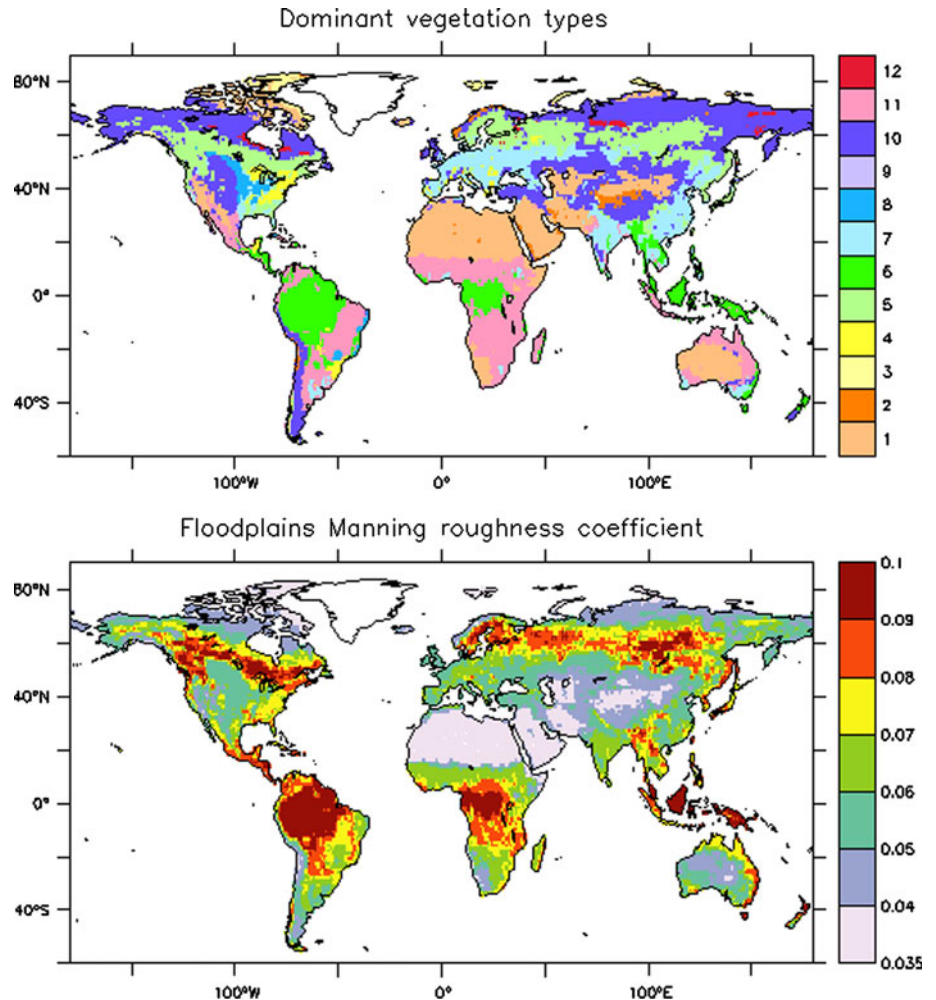 Dominant vegetation types
80°N
40°N
0°
40°S
100°W 0° 100°E
12
11
10
9
8
7
6
5
4
3
2
1
Floodplains Manning roughness coefficient
80°N
40°N
0°
40°S
100°W 0° 100°E
0.1
0.09
0.08
0.07
0.06
0.05
0.04
0.035